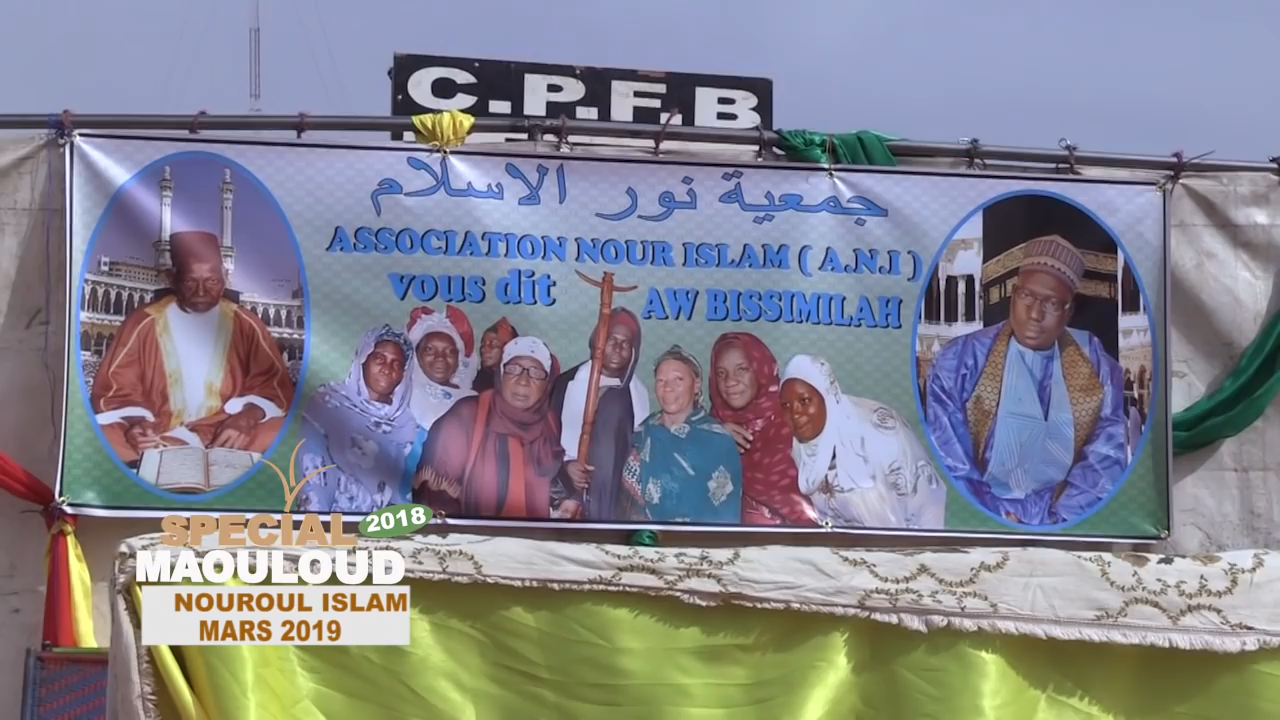 C.P.F.B
جمعية نور الاسلام
ASSOCIATION NOUR ISLAM ( A.N.I )
vous dit AW BISSIMILAH
SPECIAL 2018
MAOULOUD
NOUROUL ISLAM
MARS 2019